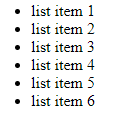 • list item 1
• list item 2
• list item 3
• list item 4
• list item 5
• list item 6